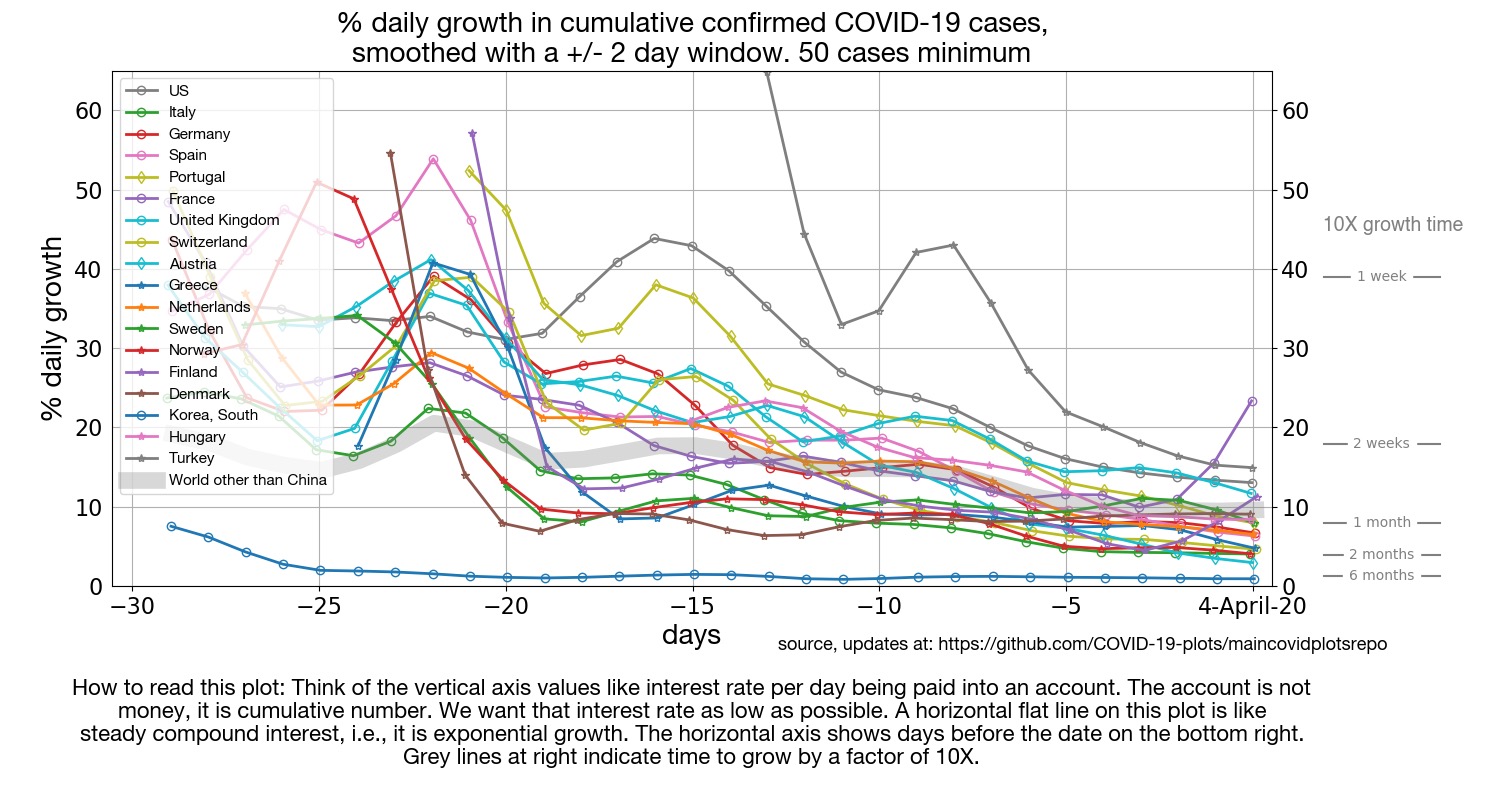 % daily growth in cumulative confirmed COVID-19 cases,
smoothed with a +/- 2 day window. 50 cases minimum
% daily growth
60
50
40
30
20
10
0
US
Italy
Germany
Spain
Portugal
France
United Kingdom
Switzerland
Austria
Greece
Netherlands
Sweden
Norway
Finland
Denmark
Korea, South
Hungary
Turkey
World other than China
60
50
40
30
20
10
0
10X growth time
1 week
2 weeks
1 month
2 months
6 months
−30 −25 −20 −15 −10 −5 4-April-20
days
source, updates at: https://github.com/COVID-19-plots/maincovidplotsrepo
How to read this plot: Think of the vertical axis values like interest rate per day being paid into an account. The account is not
money, it is cumulative number. We want that interest rate as low as possible. A horizontal flat line on this plot is like
steady compound interest, i.e., it is exponential growth. The horizontal axis shows days before the date on the bottom right.
Grey lines at right indicate time to grow by a factor of 10X.